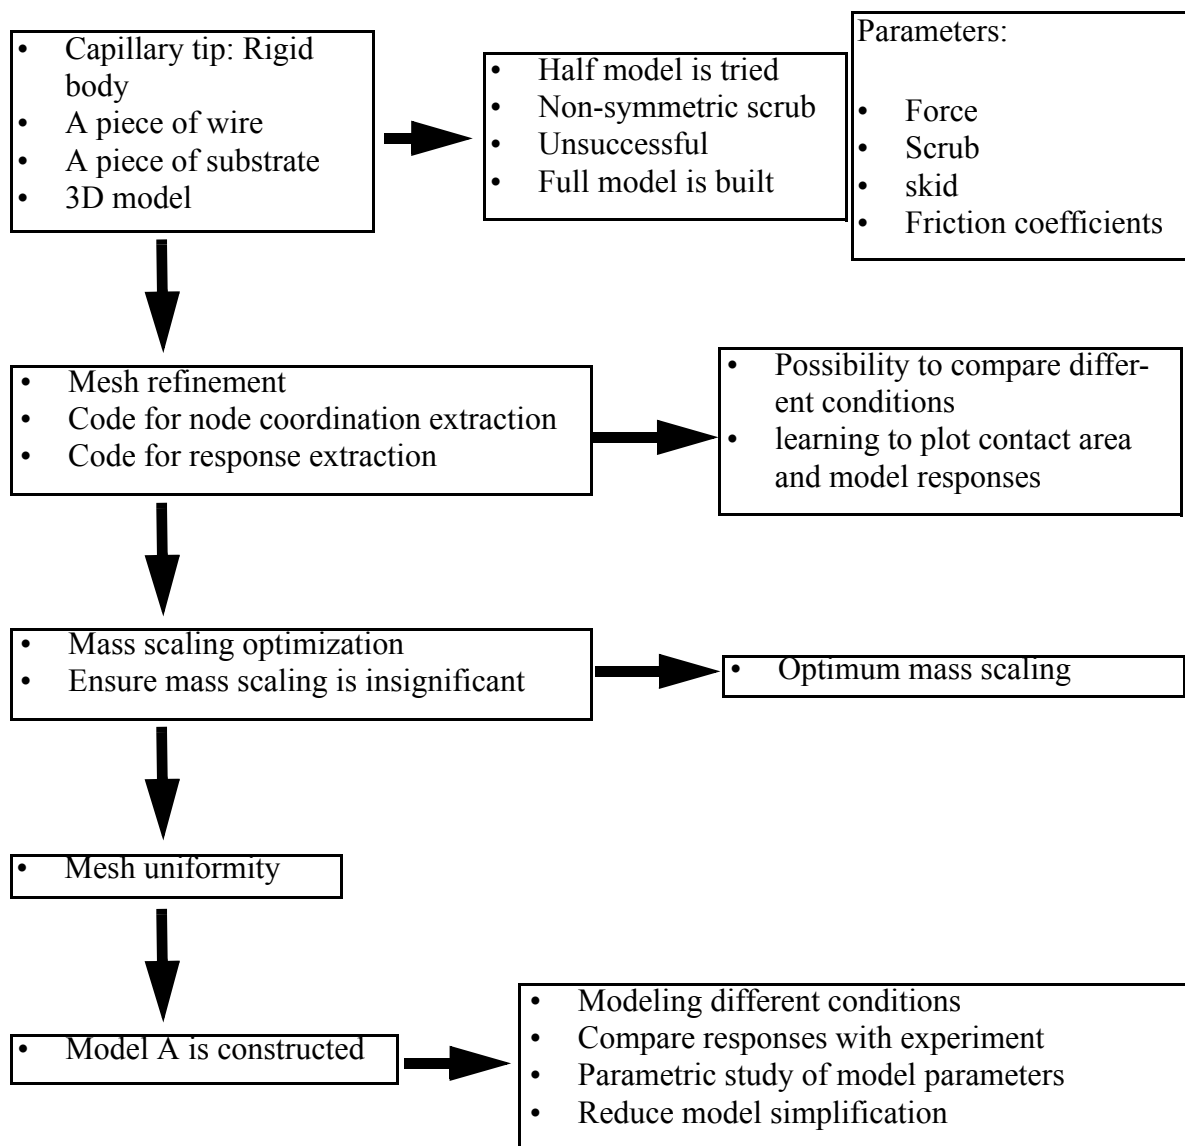 • Capillary tip: Rigid
body
• A piece of wire
• A piece of substrate
• 3D model
• Half model is tried
• Non-symmetric scrub
• Unsuccessful
• Full model is built
Parameters:
• Force
• Scrub
• skid
• Friction coefficients
• Mesh refinement
• Code for node coordination extraction
• Code for response extraction
• Possibility to compare differ-
ent conditions
• learning to plot contact area
and model responses
• Mass scaling optimization
• Ensure mass scaling is insignificant
• Optimum mass scaling
• Mesh uniformity
• Model A is constructed
• Modeling different conditions
• Compare responses with experiment
• Parametric study of model parameters
• Reduce model simplification